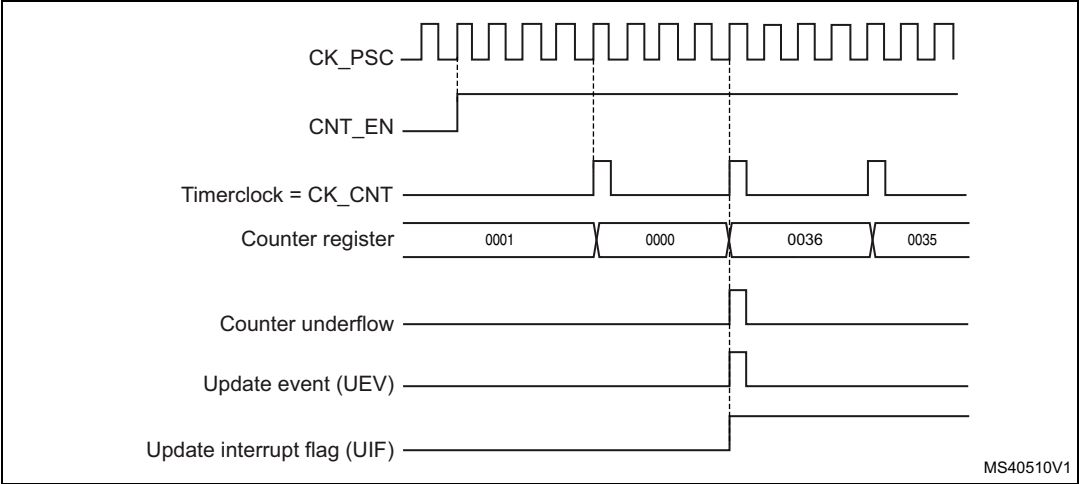 CK_PSC
CNT_EN
Timerclock = CK_CNT
Counter register 0001 0000 0036 0035
Counter underflow
Update event (UEV)
Update interrupt flag (UIF)
MS40510V1